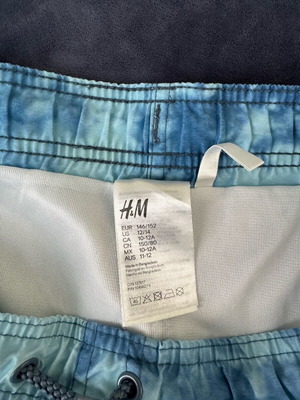 H&M
EUR 146/152
US 12/14
CA 10-12A
CN 150/80
MX 10-12A
AUS 11-12
Made in Bangladesh